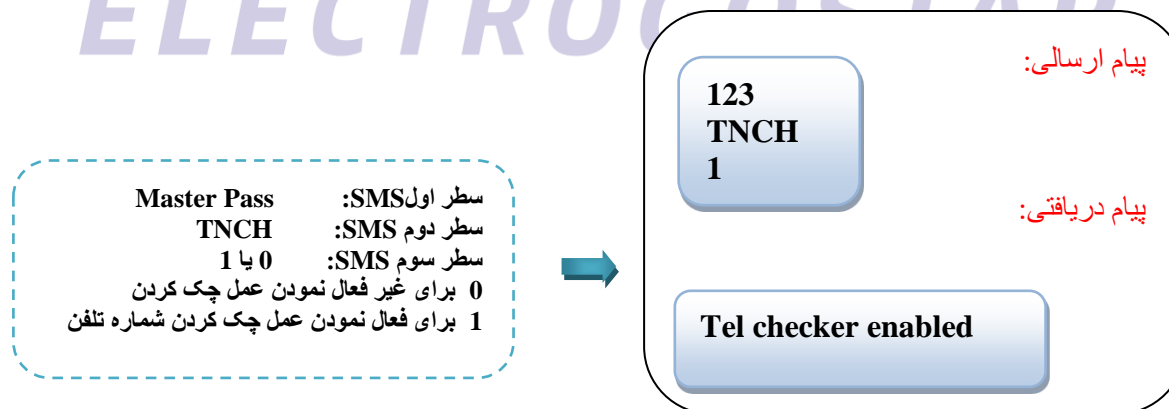 ELECTROGOSTAR
پیام ارسالی:
123
TNCH
1
پیام دریافتی:
Tel checker enabled
سطر اولSMS: Master Pass
سطر دوم SMS: TNCH
سطر سوم SMS: 0 یا 1
0 برای غیر فعال نمودن عمل چک کردن
1 برای فعال نمودن عمل چک کردن شماره تلفن